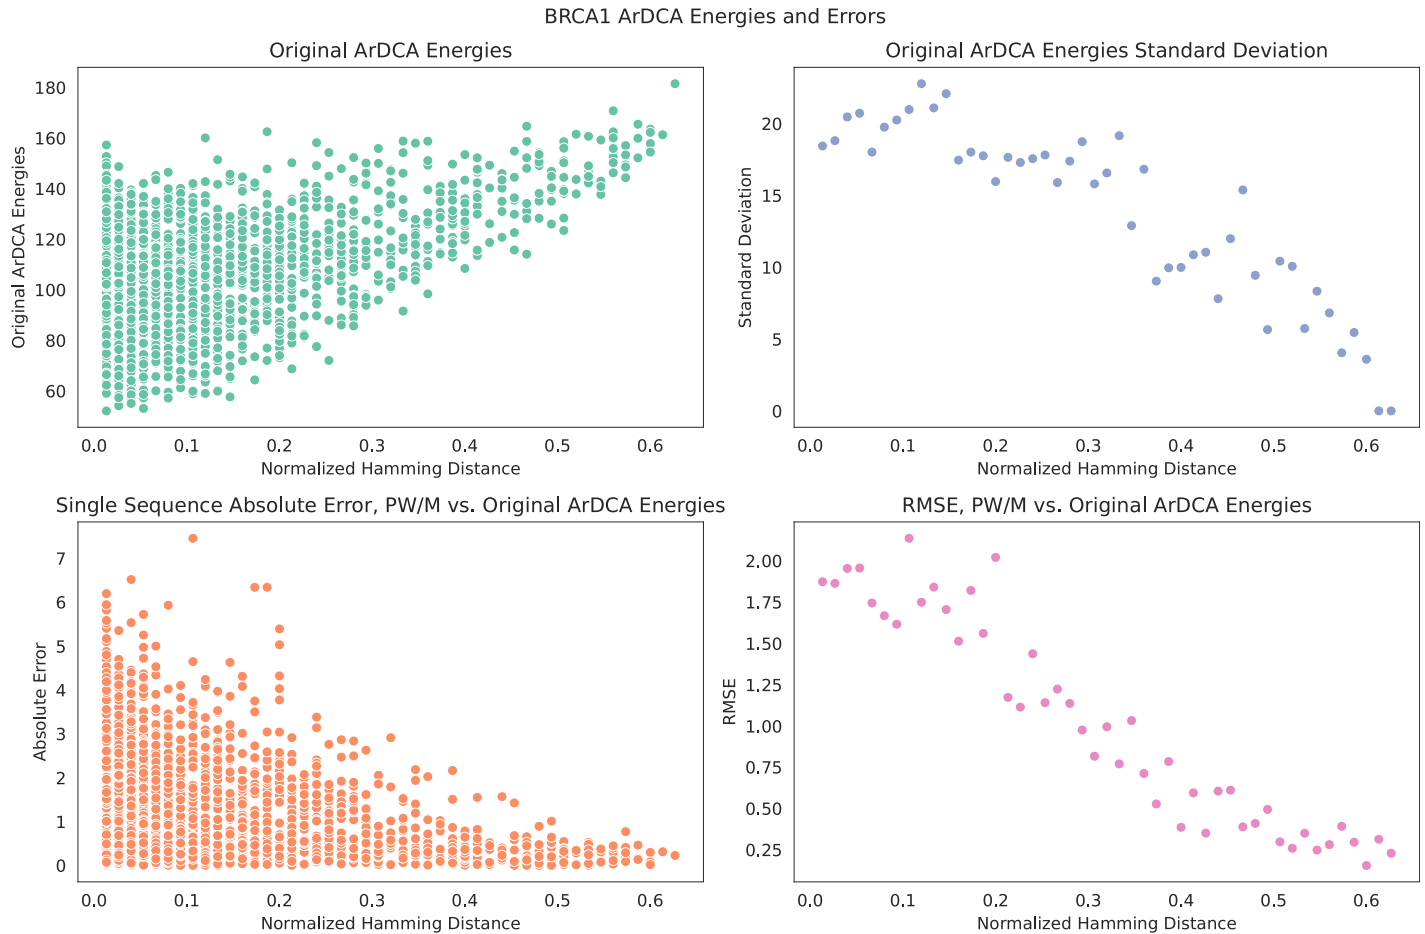 BRCA1 ArDCA Energies and Errors
Original ArDCA Energies
Original ArDCA Energies
180
160
140
120
100
80
60
0.0 0.1 0.2 0.3 0.4 0.5 0.6
Normalized Hamming Distance
Original ArDCA Energies Standard Deviation
Standard Deviation
20
15
10
5
0
0.0 0.1 0.2 0.3 0.4 0.5 0.6
Normalized Hamming Distance
Single Sequence Absolute Error, PW/M vs. Original ArDCA Energies
Absolute Error
7
6
5
4
3
2
1
0
0.0 0.1 0.2 0.3 0.4 0.5 0.6
Normalized Hamming Distance
RMSE, PW/M vs. Original ArDCA Energies
RMSE
2.00
1.75
1.50
1.25
1.00
0.75
0.50
0.25
0.0 0.1 0.2 0.3 0.4 0.5 0.6
Normalized Hamming Distance